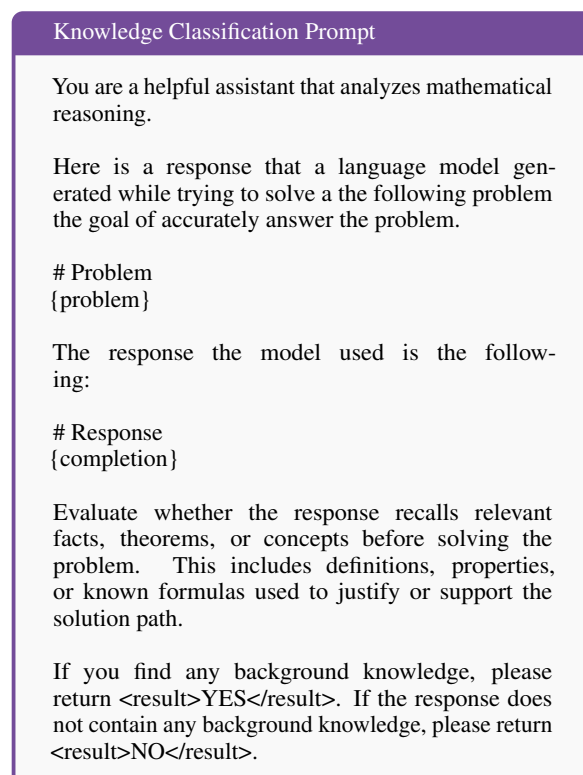 Knowledge Classification Prompt
You are a helpful assistant that analyzes mathematical
reasoning.
Here is a response that a language model gen-
erated while trying to solve a the following problem
the goal of accurately answer the problem.
# Problem
{problem}
The response the model used is the follow-
ing:
# Response
{completion}
Evaluate whether the response recalls relevant
facts, theorems, or concepts before solving the
problem. This includes definitions, properties,
or known formulas used to justify or support the
solution path.
If you find any background knowledge, please
return <result>YES</result>. If the response does
not contain any background knowledge, please return
<result>NO</result>.